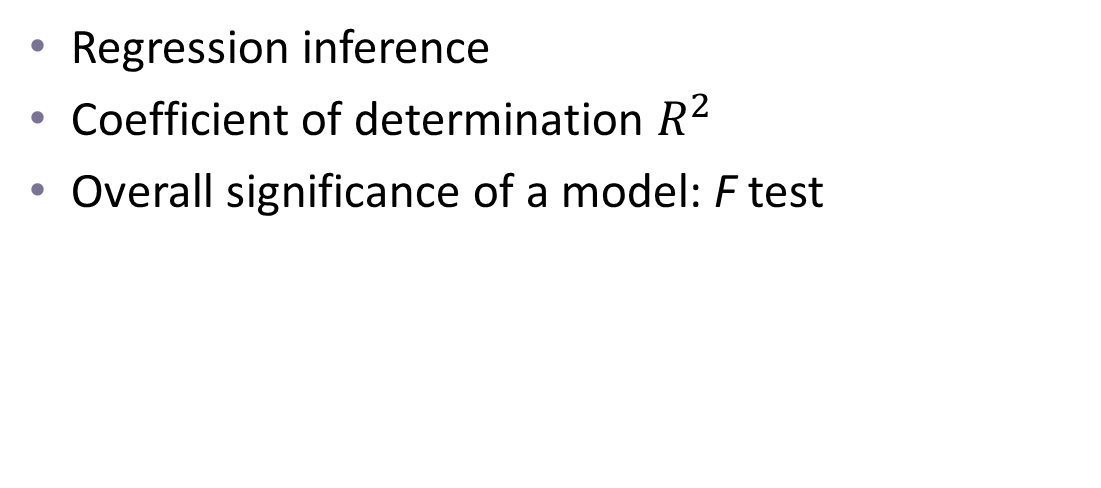 • Regression inference
• Coefficient of determination R²
• Overall significance of a model: F test